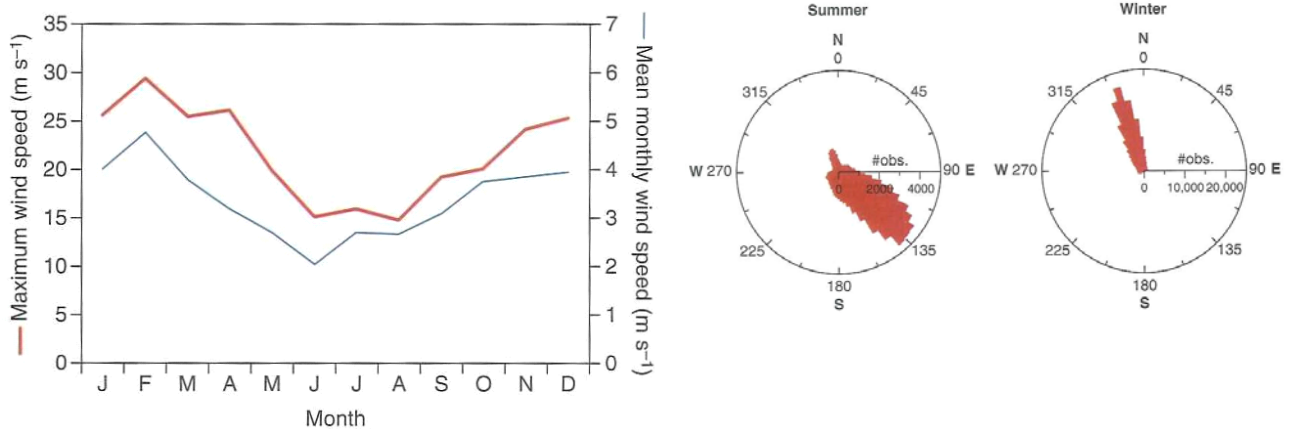 Maximum wind speed (m s⁻¹)
35
30
25
20
15
10
5
0
J F M A M J J A S O N D
Month
7
6
5
4
3
2
1
0
Mean monthly wind speed (m s⁻¹)
Summer
N
0
315
45
W 270
#obs.
90 E
0 2000 4000
225
135
180
S
Winter
N
0
315
45
W 270
#obs.
90 E
0 10,000 20,000
225
135
180
S